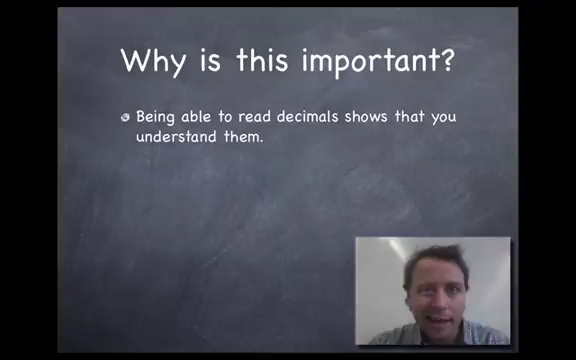 Why is this important?
Being able to read decimals shows that you
understand them.